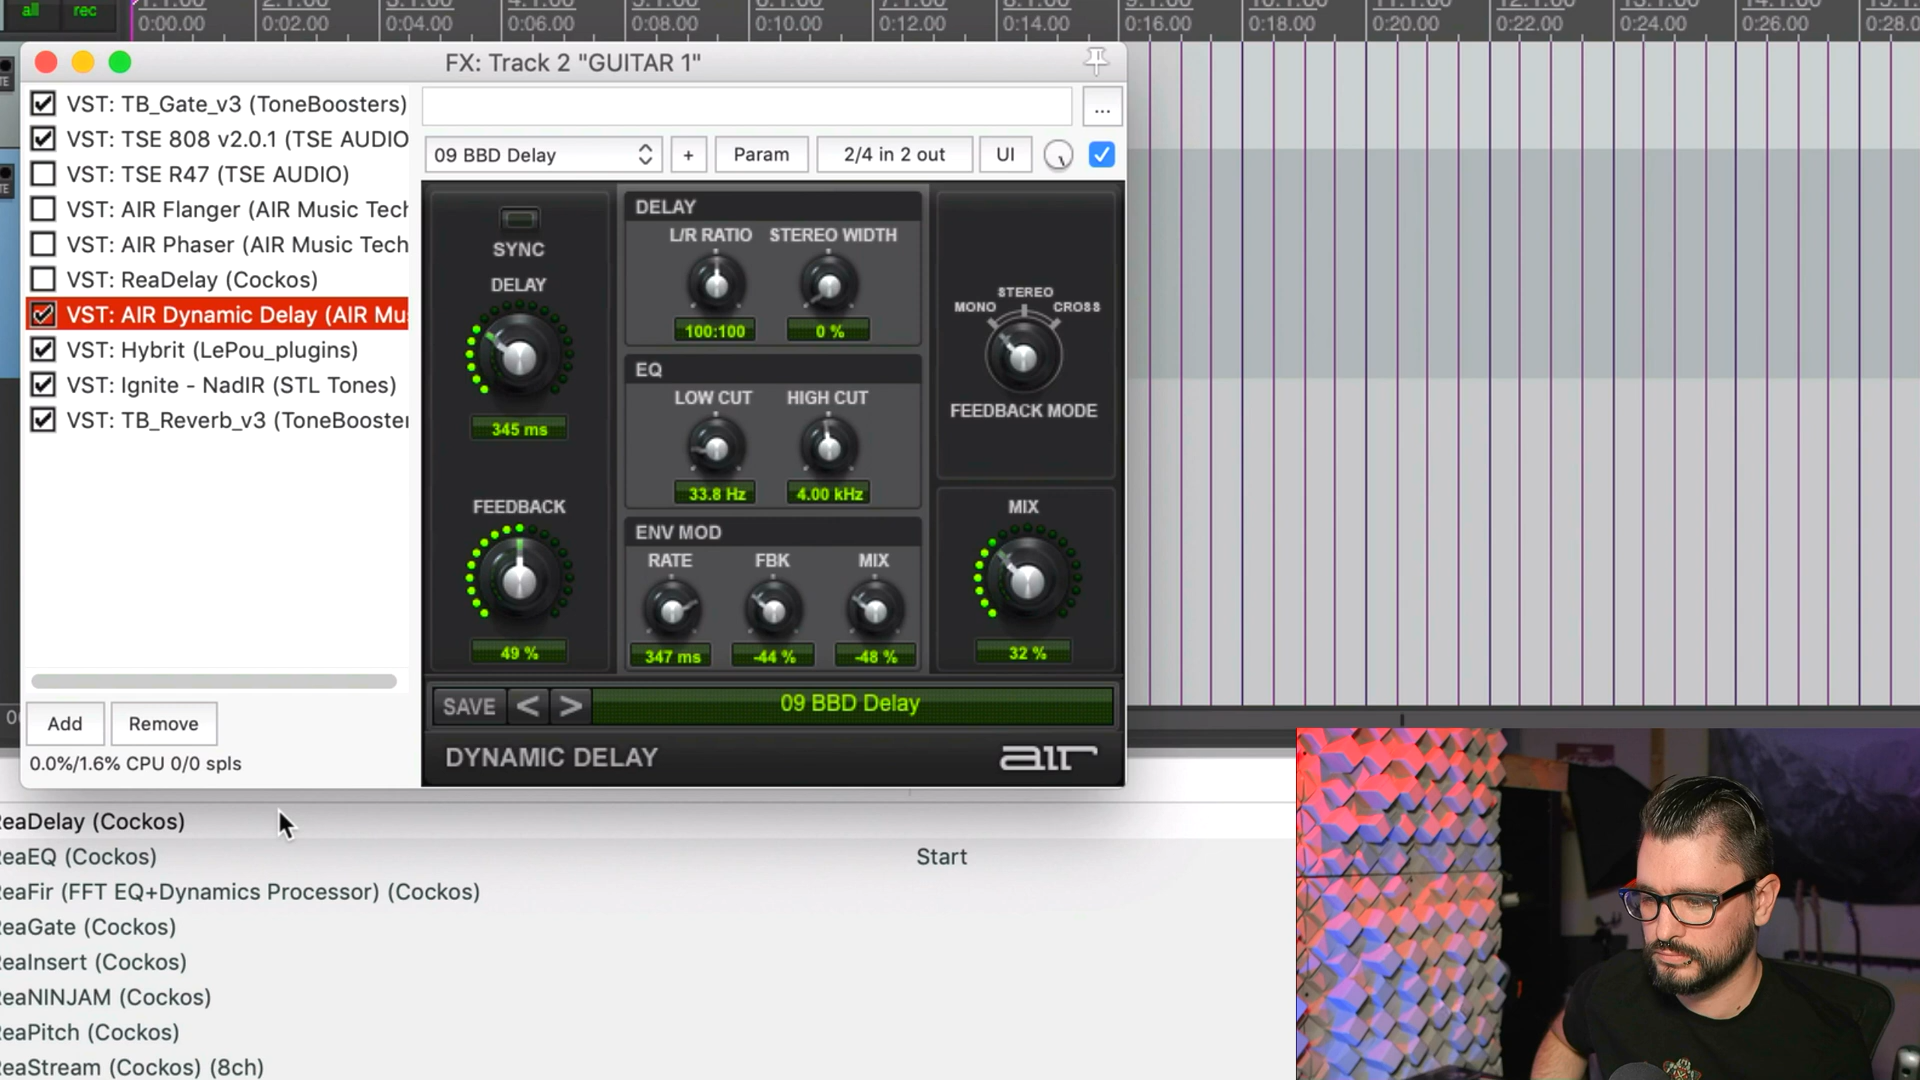 all rec
0:00.00 0:02.00 0:04.00 0:06.00 0:08.00 0:10.00 0:12.00 0:14.00 0:16.00 0:18.00 0:20.00 0:22.00 0:24.00 0:26.00 0:28.0
FX: Track 2 "GUITAR 1"
VST: TB_Gate_v3 (ToneBoosters)
VST: TSE 808 v2.0.1 (TSE AUDIO
VST: TSE R47 (TSE AUDIO)
VST: AIR Flanger (AIR Music Tech
VST: AIR Phaser (AIR Music Tech
VST: ReaDelay (Cockos)
VST: AIR Dynamic Delay (AIR Mu
VST: Hybrit (LePou_plugins)
VST: Ignite - NadIR (STL Tones)
VST: TB_Reverb_v3 (ToneBooster
Add Remove
0.0%/1.6% CPU 0/0 spls
...
09 BBD Delay + Param 2/4 in 2 out UI
SYNC
DELAY
345 ms
FEEDBACK
49 %
DELAY
L/R RATIO STEREO WIDTH
100:100 0 %
EQ
LOW CUT HIGH CUT
33.8 Hz 4.00 kHz
ENV MOD
RATE FBK MIX
347 ms -44 % -48 %
STEREO
MONO CROSS
FEEDBACK MODE
MIX
32 %
SAVE < > 09 BBD Delay
DYNAMIC DELAY air
eaDelay (Cockos)
eaEQ (Cockos) Start
eaFir (FFT EQ+Dynamics Processor) (Cockos)
eaGate (Cockos)
eaInsert (Cockos)
eaNINJAM (Cockos)
eaPitch (Cockos)
eaStream (Cockos) (8ch)